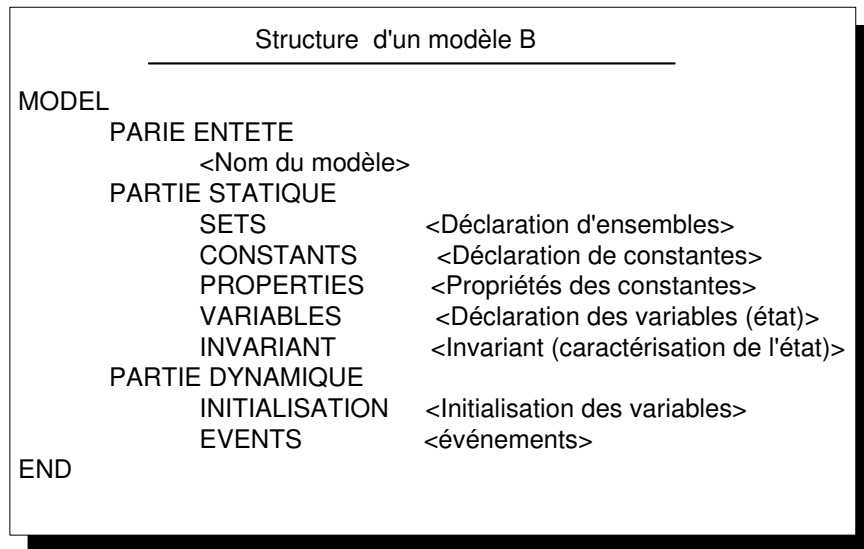 Structure d'un modèle B
MODEL
PARIE ENTETE
<Nom du modèle>
PARTIE STATIQUE
SETS <Déclaration d'ensembles>
CONSTANTS <Déclaration de constantes>
PROPERTIES <Propriétés des constantes>
VARIABLES <Déclaration des variables (état)>
INVARIANT <Invariant (caractérisation de l'état)>
PARTIE DYNAMIQUE
INITIALISATION <Initialisation des variables>
EVENTS <événements>
END